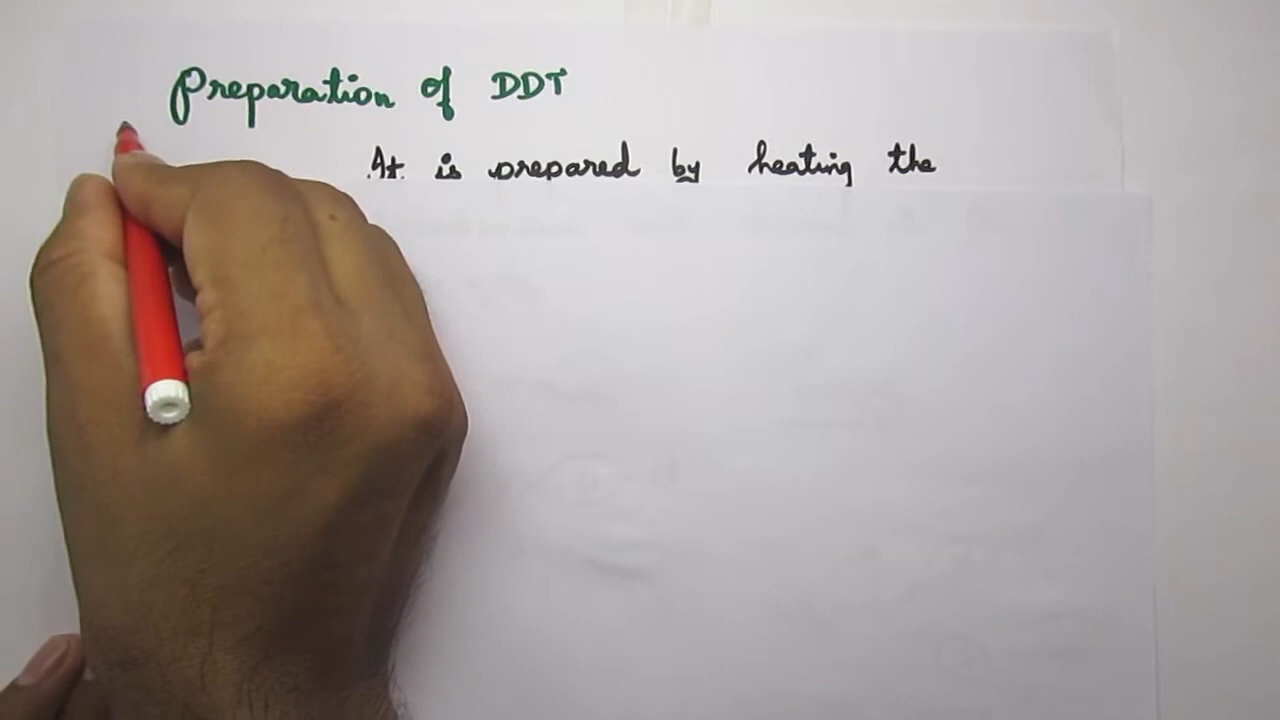 Preparation of DDT
It is prepared by heating the